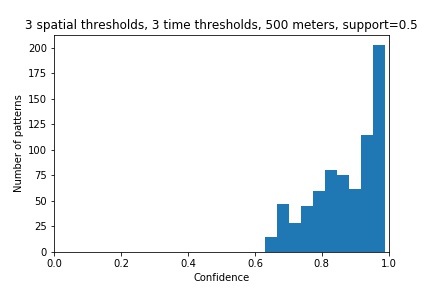 3 spatial thresholds, 3 time thresholds, 500 meters, support=0.5
200
175
150
125
100
75
50
25
0
Number of patterns
0.0 0.2 0.4 0.6 0.8 1.0
Confidence